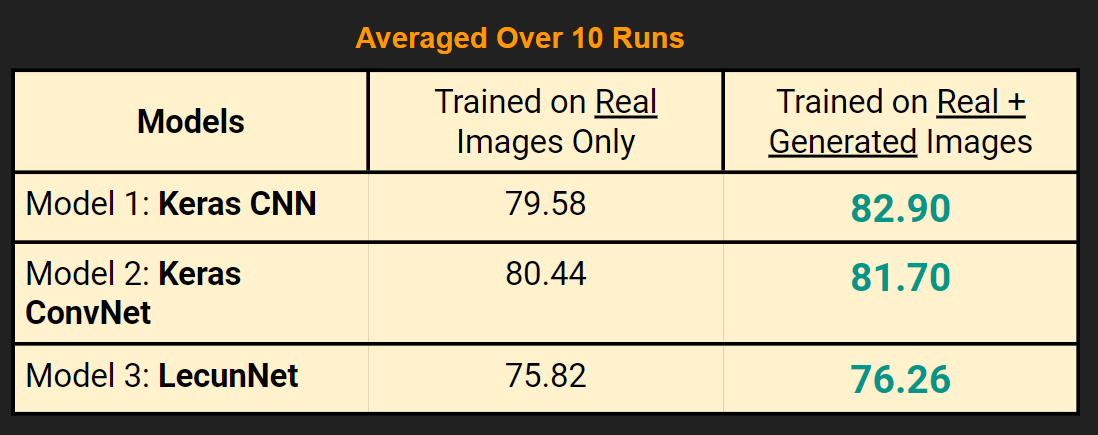 Averaged Over 10 Runs
Models
Trained on Real
Images Only
Trained on Real +
Generated Images
Model 1: Keras CNN
79.58
82.90
Model 2: Keras
ConvNet
80.44
81.70
Model 3: LecunNet
75.82
76.26